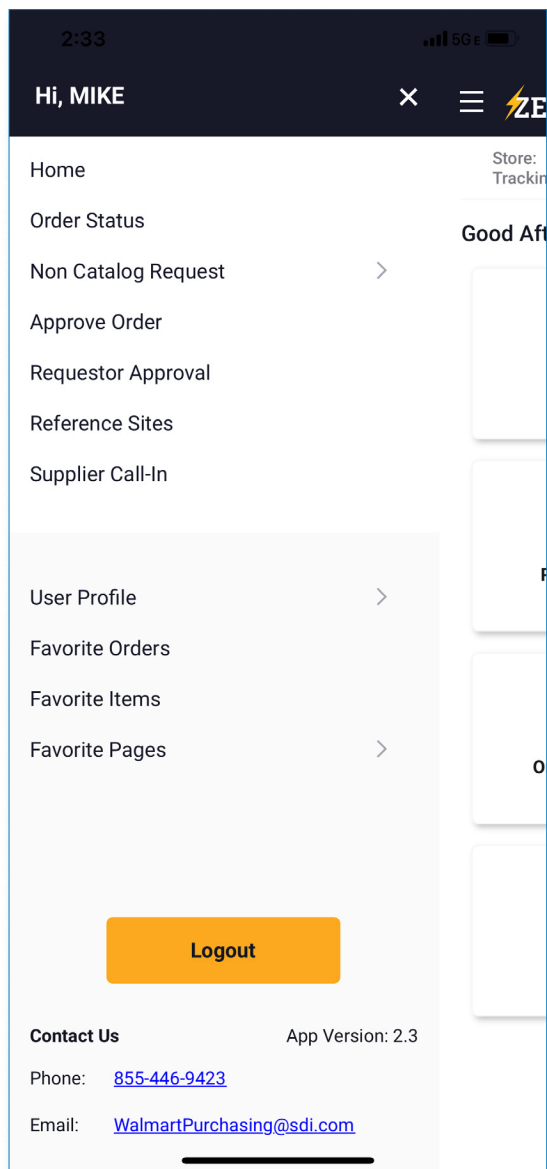 2:33
5G E
Hi, MIKE
ZE
Home
Order Status
Non Catalog Request
Approve Order
Requestor Approval
Reference Sites
Supplier Call-In
User Profile
Favorite Orders
Favorite Items
Favorite Pages
Logout
Contact Us
App Version: 2.3
Phone: 855-446-9423
Email: WalmartPurchasing@sdi.com
Store:
Trackin
Good Aft
F
O